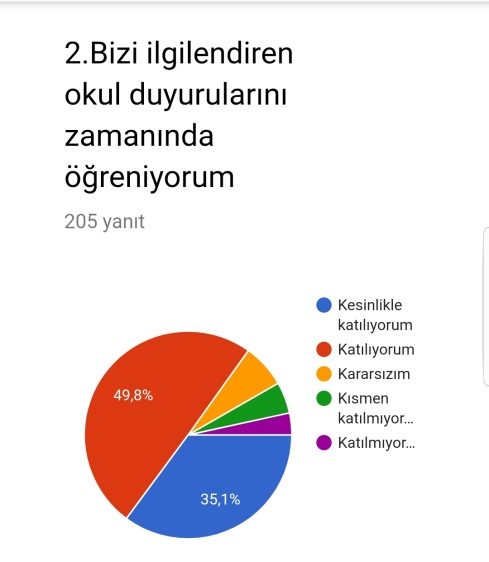 2.Bizi ilgilendiren
okul duyurularını
zamanında
öğreniyorum
205 yanıt
Kesinlikle
katılıyorum
Katılıyorum
Kararsızım
Kısmen
katılmıyor...
Katılmıyor...
49,8%
35,1%